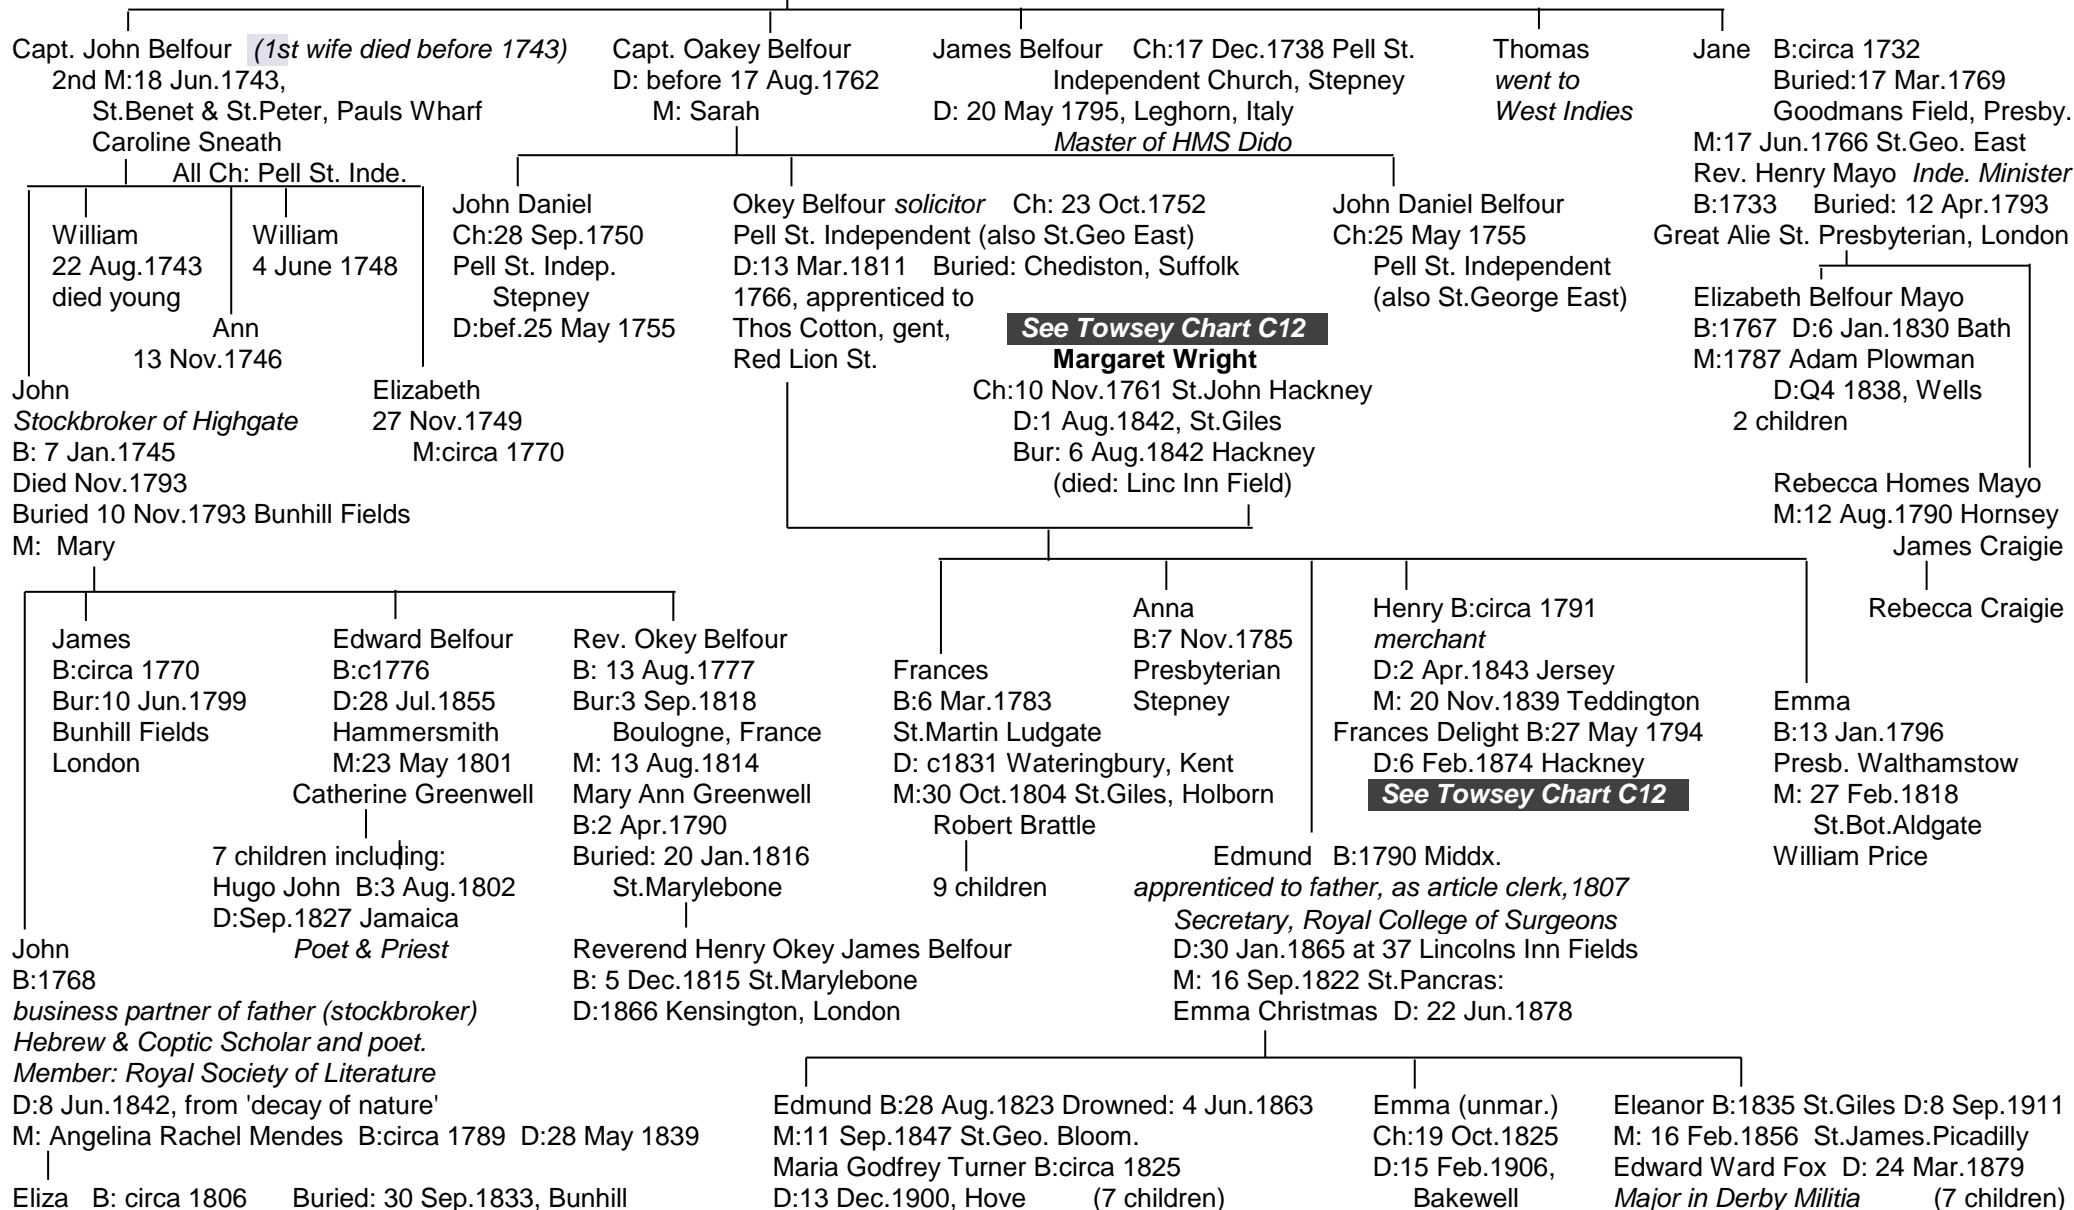 Capt. John Belfour (1st wife died before 1743)
2nd M:18 Jun.1743,
St.Benet & St.Peter, Pauls Wharf
Caroline Sneath
All Ch: Pell St. Inde.
Capt. Oakey Belfour
D: before 17 Aug.1762
M: Sarah
James Belfour Ch:17 Dec.1738 Pell St.
Independent Church, Stepney
D: 20 May 1795, Leghorn, Italy
Master of HMS Dido
Thomas
went to
West Indies
Jane B:circa 1732
Buried:17 Mar.1769
Goodmans Field, Presby.
M:17 Jun.1766 St.Geo. East
Rev. Henry Mayo Inde. Minister
B:1733 Buried: 12 Apr.1793
Great Alie St. Presbyterian, London
William
22 Aug.1743
died young
William
4 June 1748
Ann
13 Nov.1746
John
Stockbroker of Highgate
B: 7 Jan.1745
Died Nov.1793
Buried 10 Nov.1793 Bunhill Fields
M: Mary
Elizabeth
27 Nov.1749
M:circa 1770
John Daniel
Ch:28 Sep.1750
Pell St. Indep.
Stepney
D:bef.25 May 1755
Okey Belfour solicitor Ch: 23 Oct.1752
Pell St. Independent (also St.Geo East)
D:13 Mar.1811 Buried: Chediston, Suffolk
1766, apprenticed to
Thos Cotton, gent,
Red Lion St.
See Towsey Chart C12
Margaret Wright
Ch:10 Nov.1761 St.John Hackney
D:1 Aug.1842, St.Giles
Bur: 6 Aug.1842 Hackney
(died: Linc Inn Field)
John Daniel Belfour
Ch:25 May 1755
Pell St. Independent
(also St.George East)
Elizabeth Belfour Mayo
B:1767 D:6 Jan.1830 Bath
M:1787 Adam Plowman
D:Q4 1838, Wells
2 children
Rebecca Homes Mayo
M:12 Aug.1790 Hornsey
James Craigie
Rebecca Craigie
James
B:circa 1770
Bur:10 Jun.1799
Bunhill Fields
London
Edward Belfour
B:c1776
D:28 Jul.1855
Hammersmith
M:23 May 1801
Catherine Greenwell
7 children including:
Hugo John B:3 Aug.1802
D:Sep.1827 Jamaica
Poet & Priest
Rev. Okey Belfour
B: 13 Aug.1777
Bur:3 Sep.1818
Boulogne, France
M: 13 Aug.1814
Mary Ann Greenwell
B:2 Apr.1790
Buried: 20 Jan.1816
St.Marylebone
Reverend Henry Okey James Belfour
B: 5 Dec.1815 St.Marylebone
D:1866 Kensington, London
Frances
B:6 Mar.1783
St.Martin Ludgate
D: c1831 Wateringbury, Kent
M:30 Oct.1804 St.Giles, Holborn
Robert Brattle
9 children
Anna
B:7 Nov.1785
Presbyterian
Stepney
Henry B:circa 1791
merchant
D:2 Apr.1843 Jersey
M: 20 Nov.1839 Teddington
Frances Delight B:27 May 1794
D:6 Feb.1874 Hackney
See Towsey Chart C12
Emma
B:13 Jan.1796
Presb. Walthamstow
M: 27 Feb.1818
St.Bot.Aldgate
William Price
Edmund B:1790 Middx.
apprenticed to father, as article clerk,1807
Secretary, Royal College of Surgeons
D:30 Jan.1865 at 37 Lincolns Inn Fields
M: 16 Sep.1822 St.Pancras:
Emma Christmas D: 22 Jun.1878
John
B:1768
business partner of father (stockbroker)
Hebrew & Coptic Scholar and poet.
Member: Royal Society of Literature
D:8 Jun.1842, from 'decay of nature'
M: Angelina Rachel Mendes B:circa 1789 D:28 May 1839
Eliza B: circa 1806 Buried: 30 Sep.1833, Bunhill
Edmund B:28 Aug.1823 Drowned: 4 Jun.1863
M:11 Sep.1847 St.Geo. Bloom.
Maria Godfrey Turner B:circa 1825
D:13 Dec.1900, Hove (7 children)
Emma (unmar.)
Ch:19 Oct.1825
D:15 Feb.1906,
Bakewell
Eleanor B:1835 St.Giles D:8 Sep.1911
M: 16 Feb.1856 St.James.Picadilly
Edward Ward Fox D: 24 Mar.1879
Major in Derby Militia (7 children)